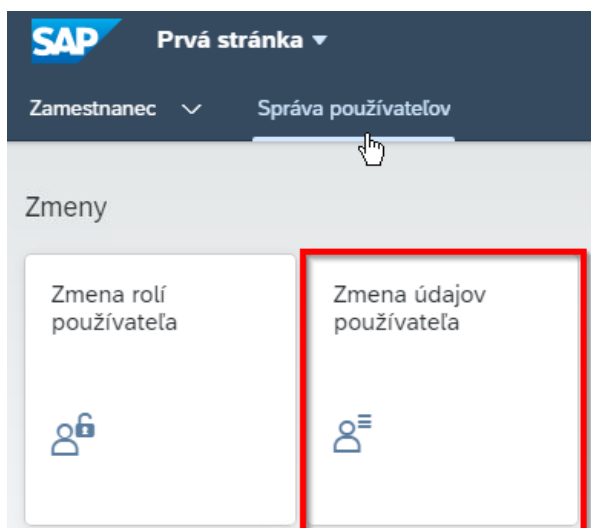 SAP Prvá stránka
Zamestnanec Správa používateľov
Zmeny
Zmena rolí
používateľa
Zmena údajov
používateľa